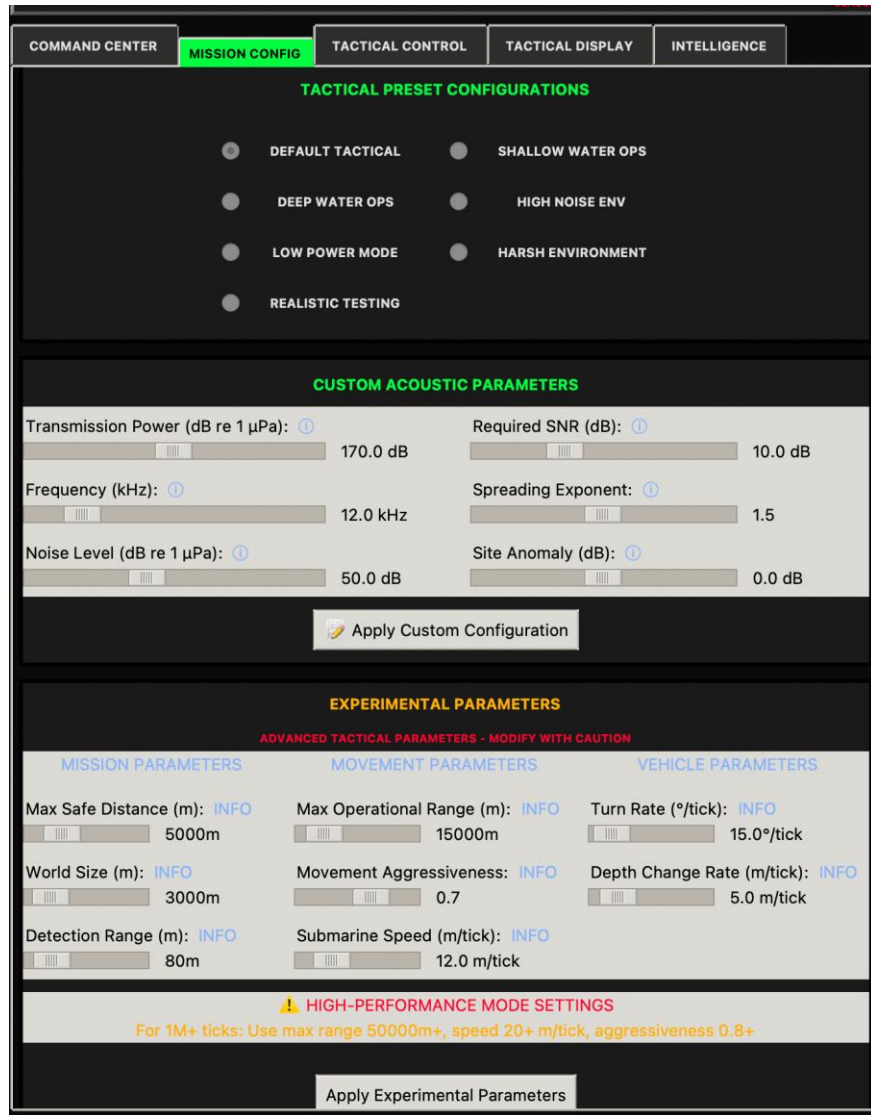 COMMAND CENTER MISSION CONFIG TACTICAL CONTROL TACTICAL DISPLAY INTELLIGENCE
TACTICAL PRESET CONFIGURATIONS
DEFAULT TACTICAL SHALLOW WATER OPS
DEEP WATER OPS HIGH NOISE ENV
LOW POWER MODE HARSH ENVIRONMENT
REALISTIC TESTING
CUSTOM ACOUSTIC PARAMETERS
Transmission Power (dB re 1 µPa): ⓘ Required SNR (dB): ⓘ
170.0 dB 10.0 dB
Frequency (kHz): ⓘ Spreading Exponent: ⓘ
12.0 kHz 1.5
Noise Level (dB re 1 µPa): ⓘ Site Anomaly (dB): ⓘ
50.0 dB 0.0 dB
Apply Custom Configuration
EXPERIMENTAL PARAMETERS
ADVANCED TACTICAL PARAMETERS - MODIFY WITH CAUTION
MISSION PARAMETERS MOVEMENT PARAMETERS VEHICLE PARAMETERS
Max Safe Distance (m): INFO Max Operational Range (m): INFO Turn Rate (°/tick): INFO
5000m 15000m 15.0°/tick
World Size (m): INFO Movement Aggressiveness: INFO Depth Change Rate (m/tick): INFO
3000m 0.7 5.0 m/tick
Detection Range (m): INFO Submarine Speed (m/tick): INFO
80m 12.0 m/tick
⚠️ HIGH-PERFORMANCE MODE SETTINGS
For 1M+ ticks: Use max range 50000m+, speed 20+ m/tick, aggressiveness 0.8+
Apply Experimental Parameters